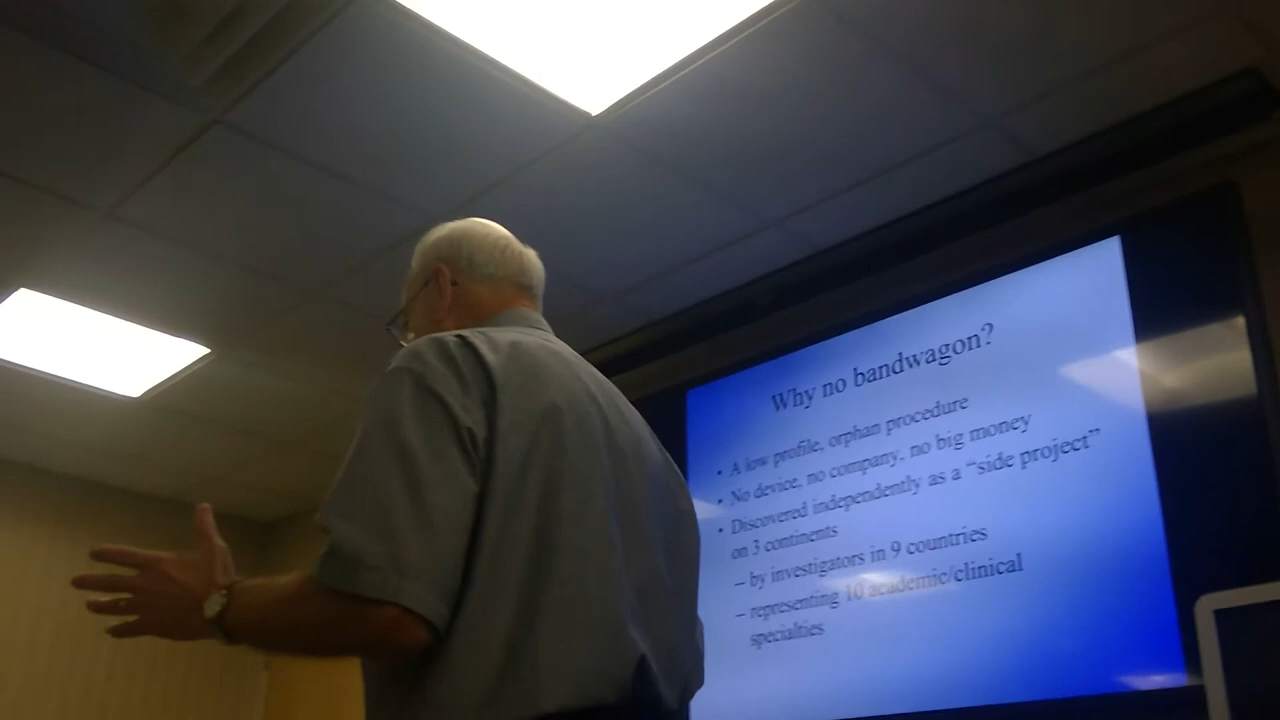 Why no bandwagon?
• A low profile, orphan procedure
• No device, no company, no big money
• Discovered independently as a “side project”
on 3 continents
– by investigators in 9 countries
– representing 10 academic/clinical
specialties